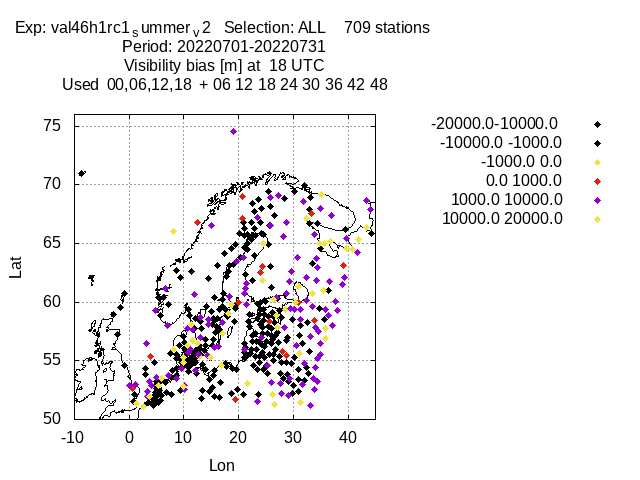 Exp: val46h1rc1 s ummer v 2   Selection: ALL    709 stations
Period: 20220701-20220731
Visibility bias [m] at  18 UTC
Used  00,06,12,18  + 06 12 18 24 30 36 42 48
-20000.0-10000.0
-10000.0 -1000.0
-1000.0 0.0
0.0 1000.0
1000.0 10000.0
10000.0 20000.0
75
70
65
60
55
50
Lat
-10 0 10 20 30 40
Lon